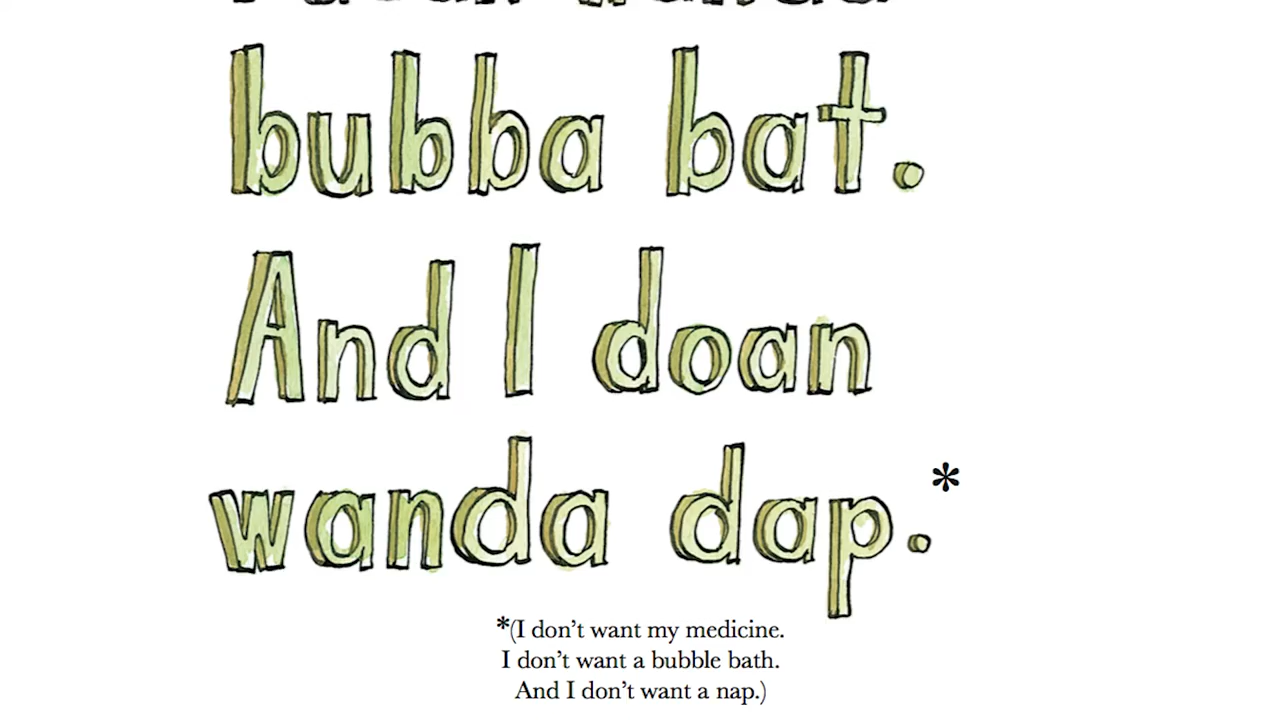 bubba bat.
And I doan
wanda dap.*
*(I don't want my medicine.
I don't want a bubble bath.
And I don't want a nap.)